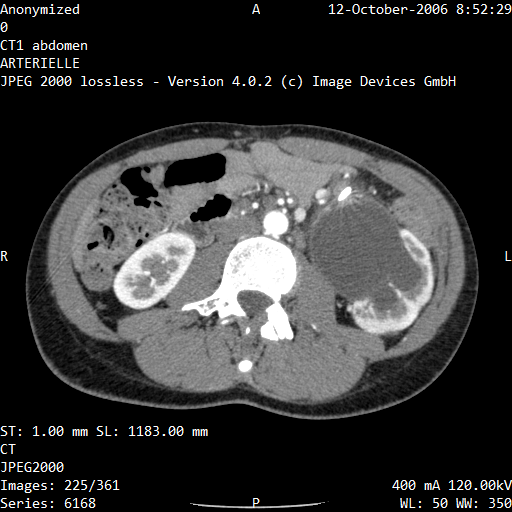 Anonymized A 12-October-2006 8:52:29
0
CT1 abdomen
ARTERIELLE
JPEG 2000 lossless - Version 4.0.2 (c) Image Devices GmbH
R L
ST: 1.00 mm SL: 1183.00 mm
CT
JPEG2000
Images: 225/361 400 mA 120.00kV
Series: 6168 P WL: 50 WW: 350